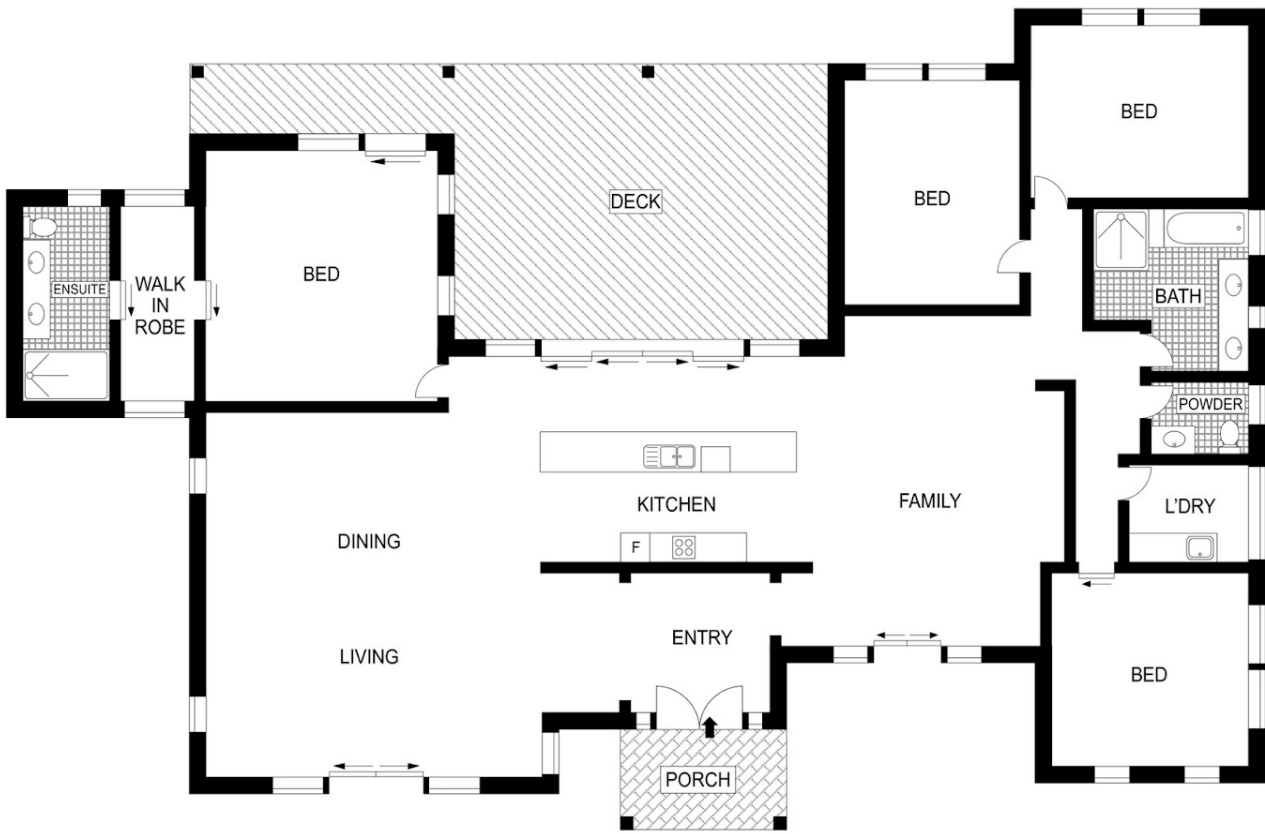 BED
BED
DECK
BED
WALK
IN
ROBE
ENSUITE
BATH
POWDER
KITCHEN
FAMILY
L'DRY
DINING
F
ENTRY
LIVING
BED
PORCH